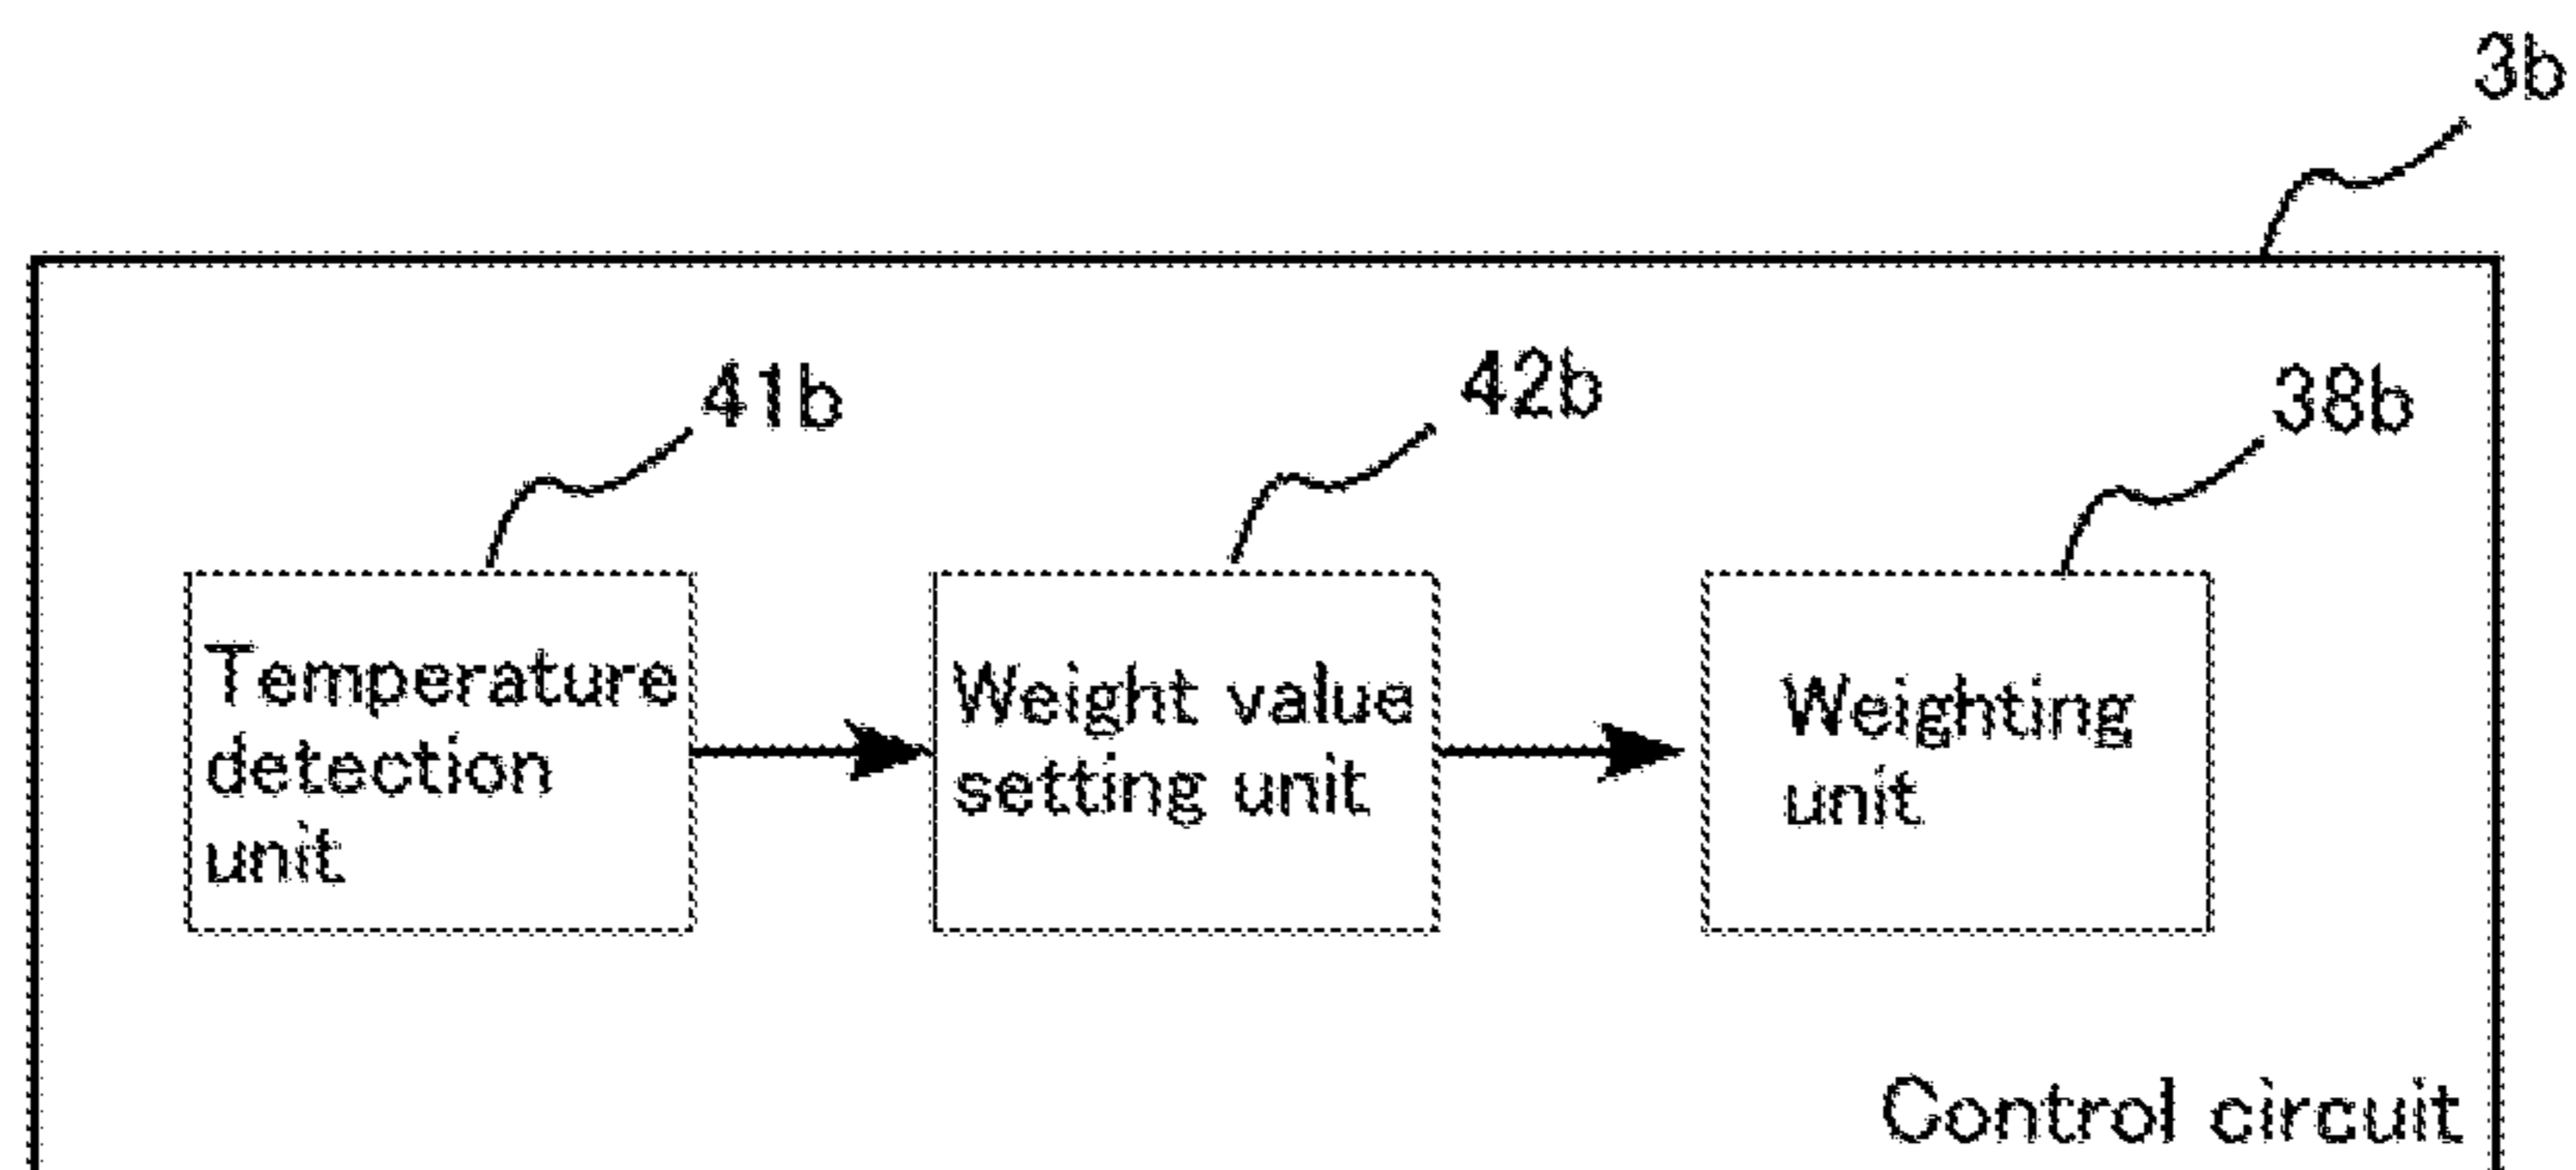 3b
41b
42b
38b
Temperature
detection
unit
Weight value
setting unit
Weighting
unit
Control circuit